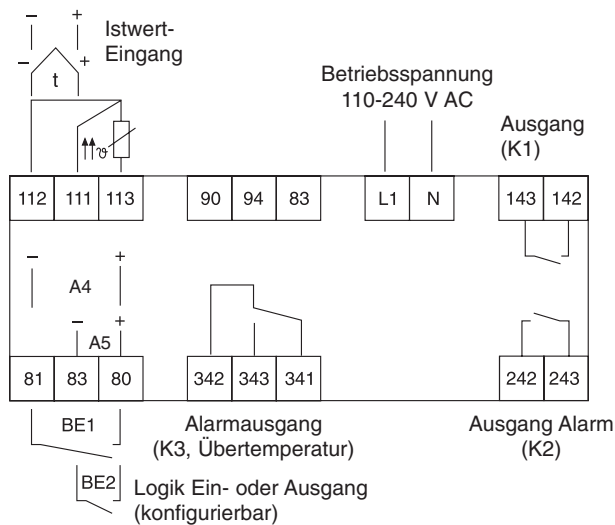 − +
Istwert-
Eingang
− +
t
Betriebsspannung
110-240 V AC
Ausgang
(K1)
ϑ
112 111 113
90 94 83
L1 N
143 142
− +
A4
− +
A5
81 83 80
342 343 341
242 243
BE1
Alarmausgang
(K3, Übertemperatur)
Ausgang Alarm
(K2)
BE2
Logik Ein- oder Ausgang
(konfigurierbar)